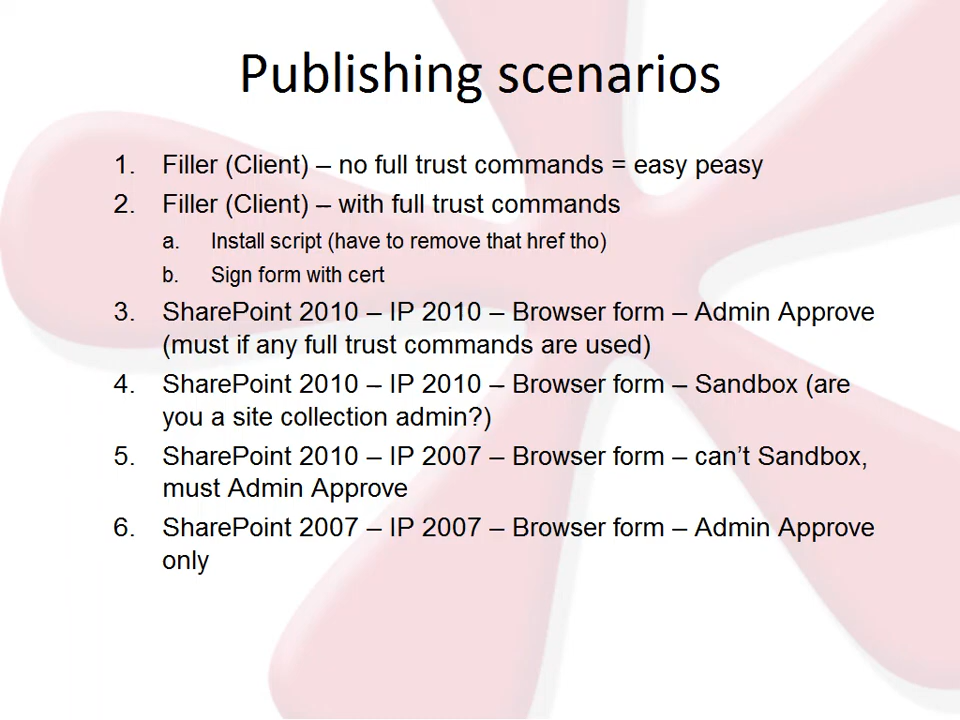 Publishing scenarios
1. Filler (Client) – no full trust commands = easy peasy
2. Filler (Client) – with full trust commands
a. Install script (have to remove that href tho)
b. Sign form with cert
3. SharePoint 2010 – IP 2010 – Browser form – Admin Approve
(must if any full trust commands are used)
4. SharePoint 2010 – IP 2010 – Browser form – Sandbox (are
you a site collection admin?)
5. SharePoint 2010 – IP 2007 – Browser form – can’t Sandbox,
must Admin Approve
6. SharePoint 2007 – IP 2007 – Browser form – Admin Approve
only